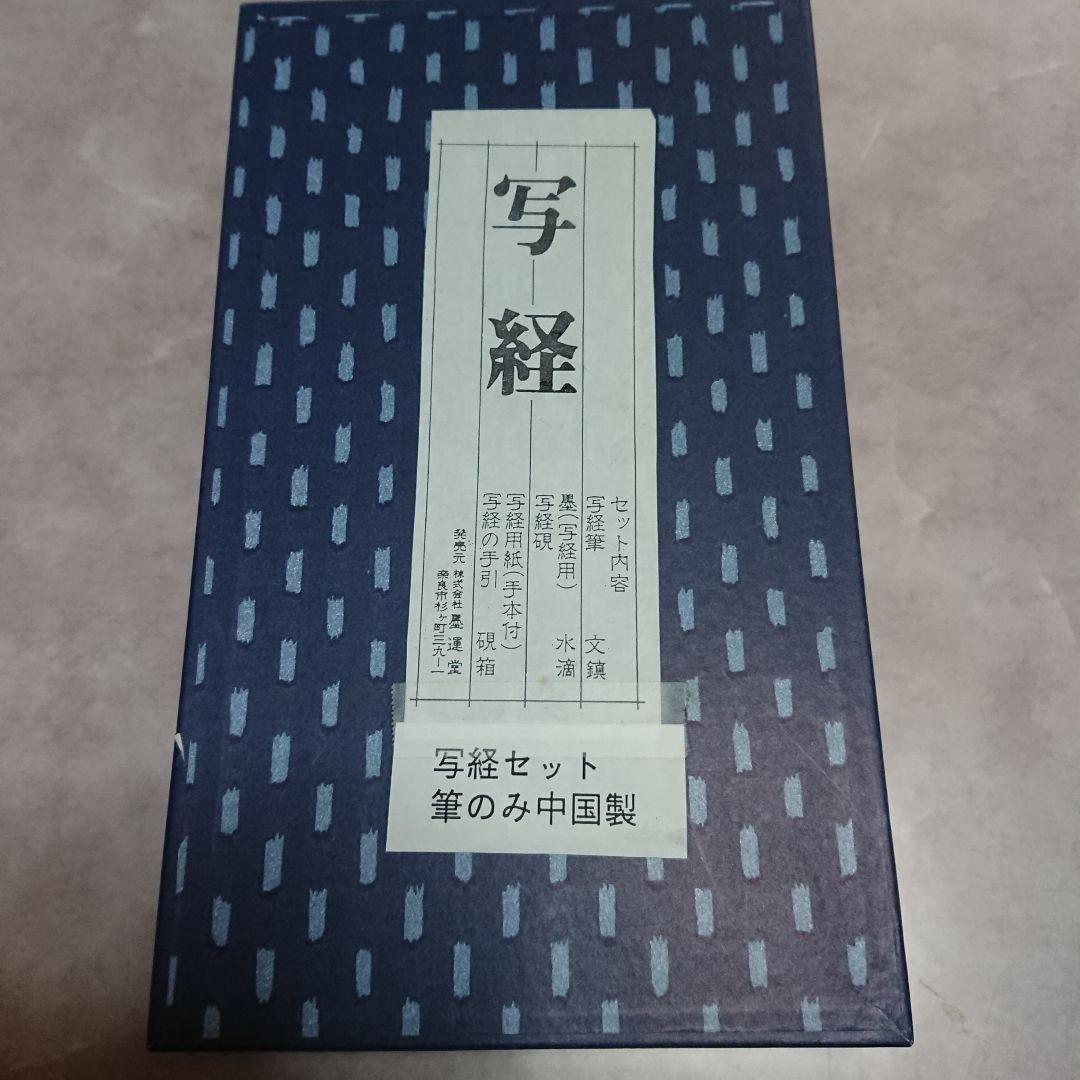 写経
セット内容
写経筆 文鎮
墨(写経用) 水滴
写経硯
写経用紙(手本付)
写経の手引 硯箱
発売元 株式会社 墨運堂
奈良市杉ヶ町三九ー一
写経セット
筆のみ中国製